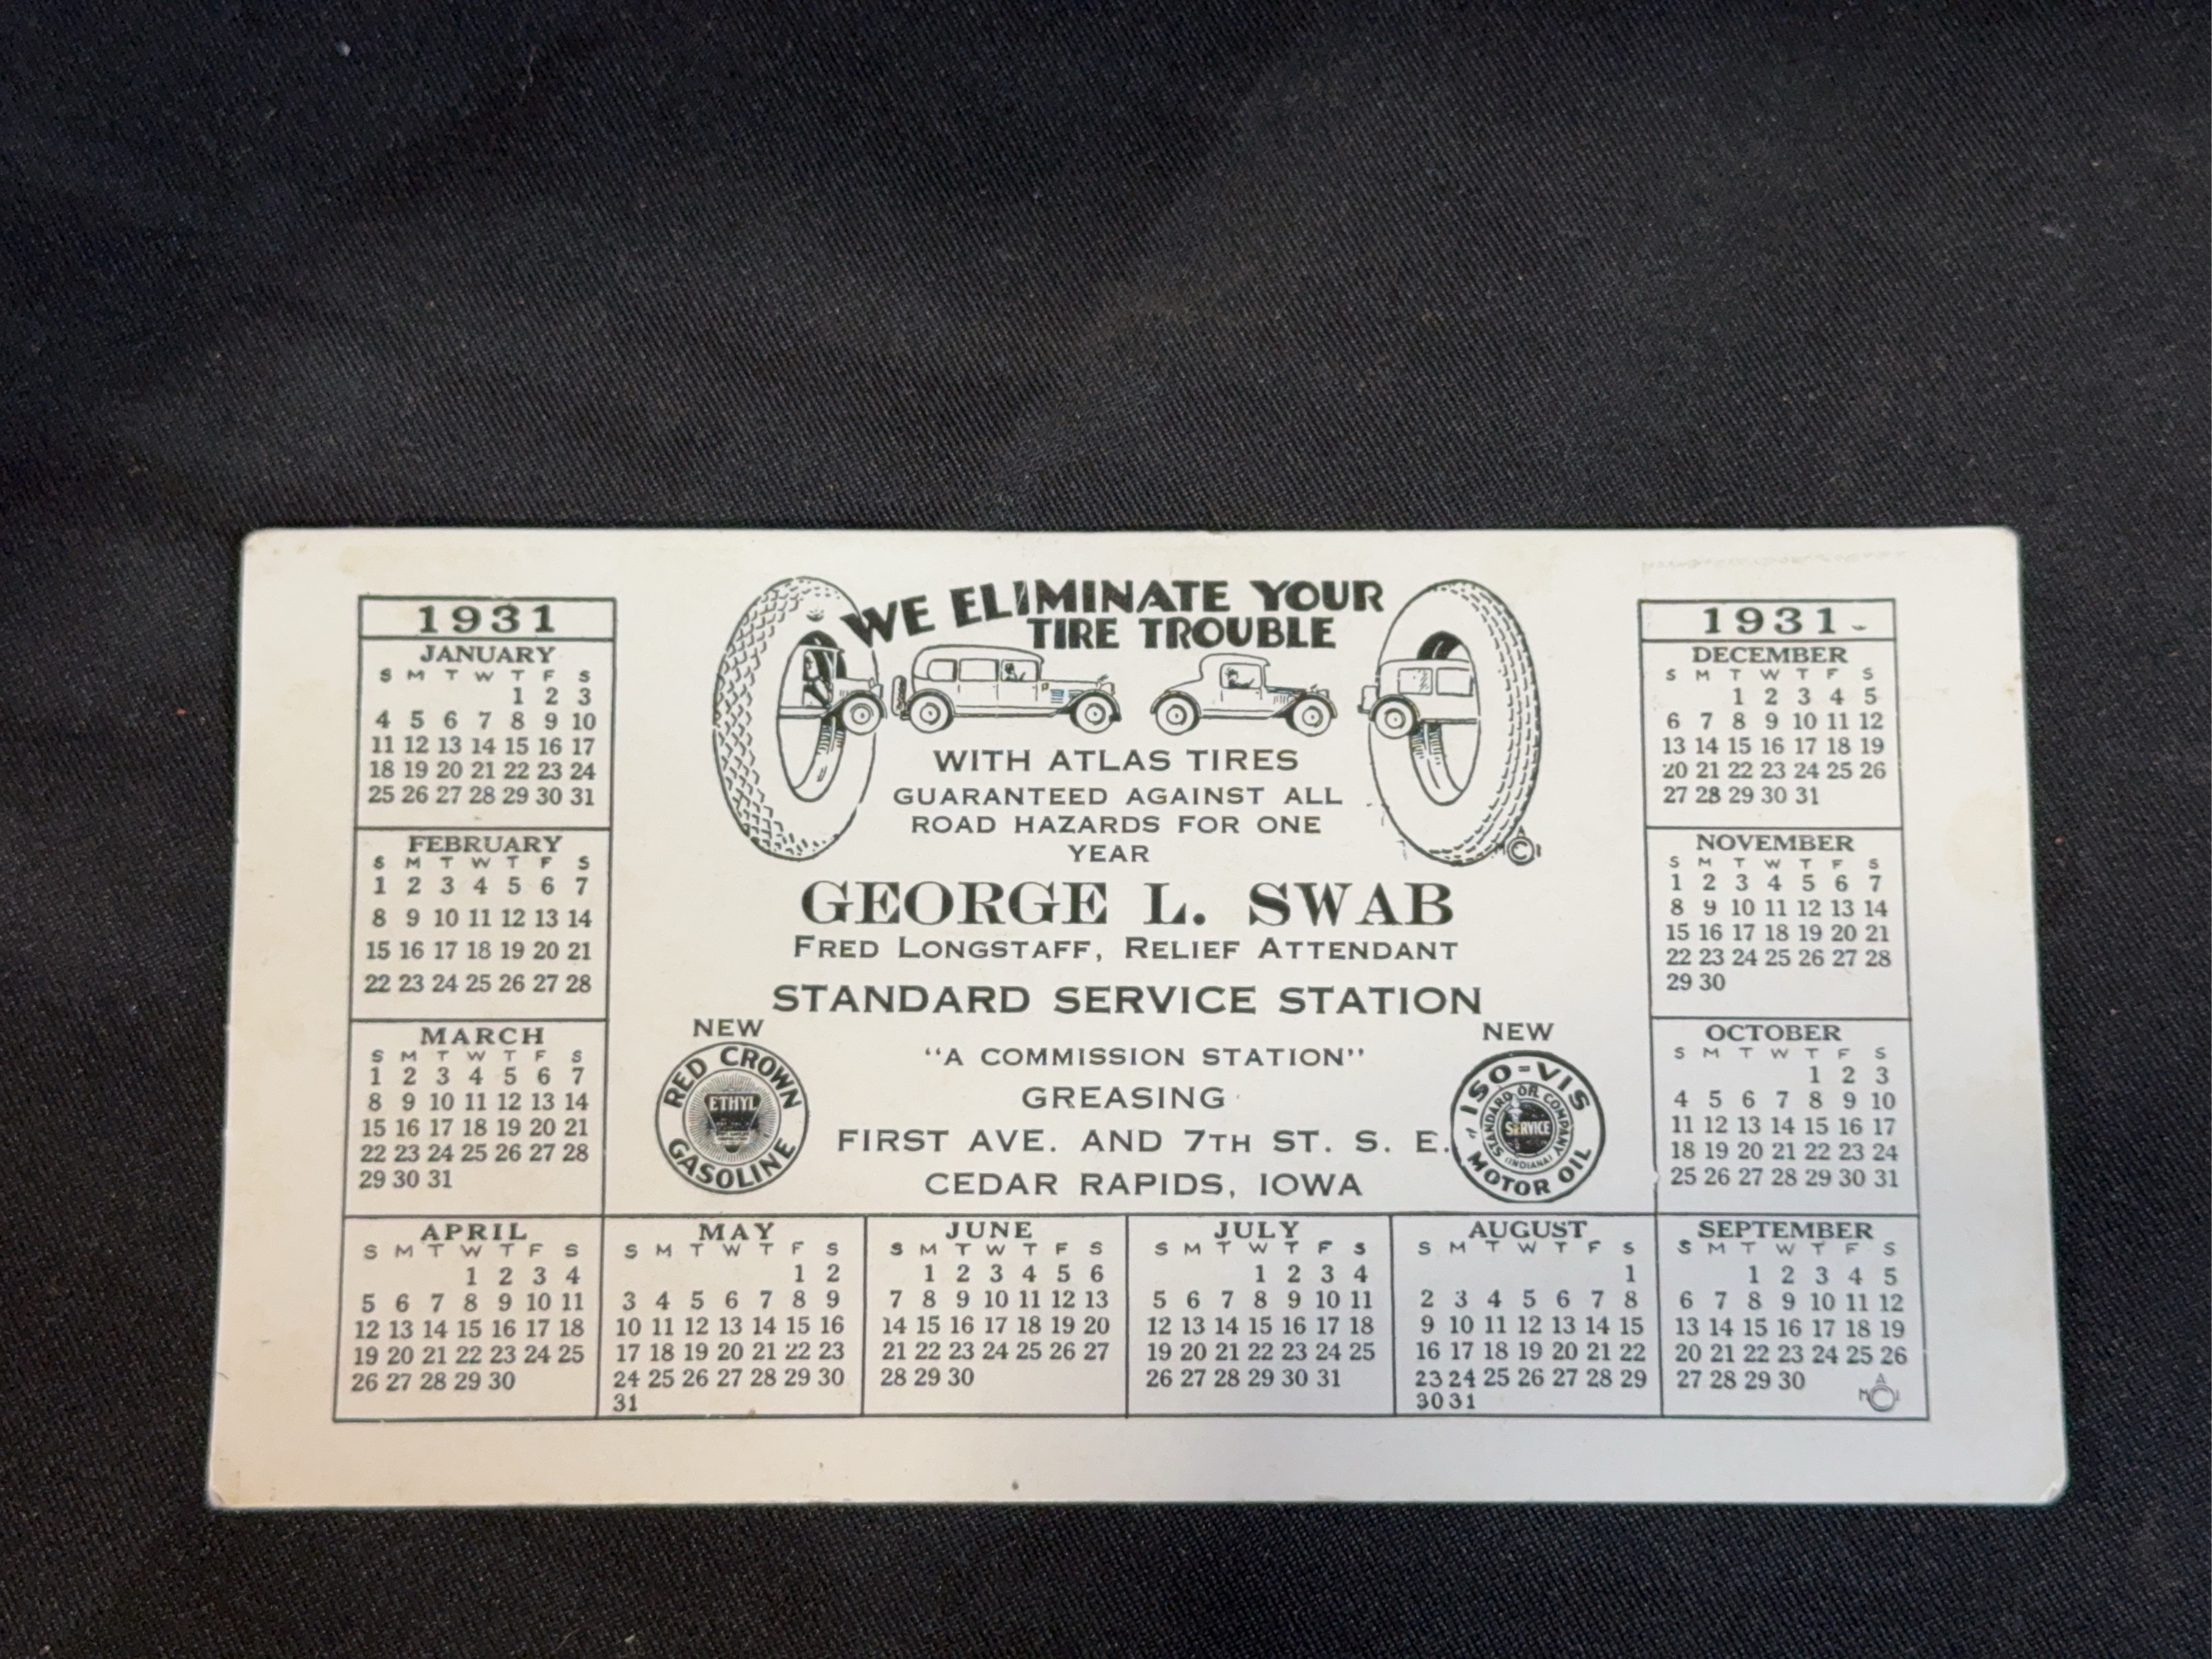 1931
JANUARY
S M T W T F S
1 2 3
4 5 6 7 8 9 10
11 12 13 14 15 16 17
18 19 20 21 22 23 24
25 26 27 28 29 30 31
FEBRUARY
S M T W T F S
1 2 3 4 5 6 7
8 9 10 11 12 13 14
15 16 17 18 19 20 21
22 23 24 25 26 27 28
MARCH
S M T W T F S
1 2 3 4 5 6 7
8 9 10 11 12 13 14
15 16 17 18 19 20 21
22 23 24 25 26 27 28
29 30 31
WE ELIMINATE YOUR
TIRE TROUBLE
WITH ATLAS TIRES
GUARANTEED AGAINST ALL
ROAD HAZARDS FOR ONE
YEAR
GEORGE L. SWAB
FRED LONGSTAFF, RELIEF ATTENDANT
STANDARD SERVICE STATION
NEW
RED CROWN
ETHYL
GASOLINE
"A COMMISSION STATION"
GREASING
FIRST AVE. AND 7TH ST. S. E.
CEDAR RAPIDS, IOWA
NEW
ISO=VIS
STANDARD OIL COMPANY
SERVICE
(INDIANA)
MOTOR OIL
1931
DECEMBER
S M T W T F S
1 2 3 4 5
6 7 8 9 10 11 12
13 14 15 16 17 18 19
20 21 22 23 24 25 26
27 28 29 30 31
NOVEMBER
S M T W T F S
1 2 3 4 5 6 7
8 9 10 11 12 13 14
15 16 17 18 19 20 21
22 23 24 25 26 27 28
29 30
OCTOBER
S M T W T F S
1 2 3
4 5 6 7 8 9 10
11 12 13 14 15 16 17
18 19 20 21 22 23 24
25 26 27 28 29 30 31
APRIL
S M T W T F S
1 2 3 4
5 6 7 8 9 10 11
12 13 14 15 16 17 18
19 20 21 22 23 24 25
26 27 28 29 30
MAY
S M T W T F S
1 2
3 4 5 6 7 8 9
10 11 12 13 14 15 16
17 18 19 20 21 22 23
24 25 26 27 28 29 30
31
JUNE
S M T W T F S
1 2 3 4 5 6
7 8 9 10 11 12 13
14 15 16 17 18 19 20
21 22 23 24 25 26 27
28 29 30
JULY
S M T W T F S
1 2 3 4
5 6 7 8 9 10 11
12 13 14 15 16 17 18
19 20 21 22 23 24 25
26 27 28 29 30 31
AUGUST
S M T W T F S
1
2 3 4 5 6 7 8
9 10 11 12 13 14 15
16 17 18 19 20 21 22
23 24 25 26 27 28 29
30 31
SEPTEMBER
S M T W T F S
1 2 3 4 5
6 7 8 9 10 11 12
13 14 15 16 17 18 19
20 21 22 23 24 25 26
27 28 29 30